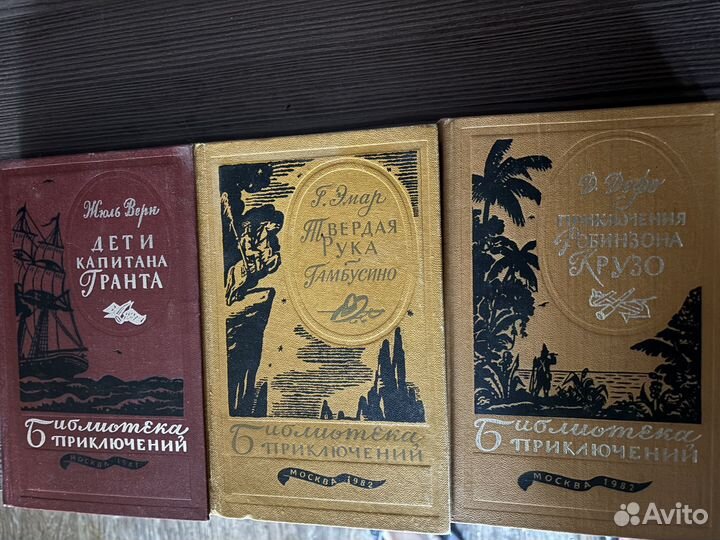 Жюль Верн
ДЕТИ
КАПИТАНА
ГРАНТА
БИБЛИОТЕКА
ПРИКЛЮЧЕНИЙ
МОСКВА 1981
Г. Эмар
ТВЕРДАЯ
РУКА
ГАМБУСИНО
БИБЛИОТЕКА
ПРИКЛЮЧЕНИЙ
МОСКВА 1982
Д. Дефо
ПРИКЛЮЧЕНИЯ
РОБИНЗОНА
КРУЗО
БИБЛИОТЕКА
ПРИКЛЮЧЕНИЙ
МОСКВА 1982
Avito